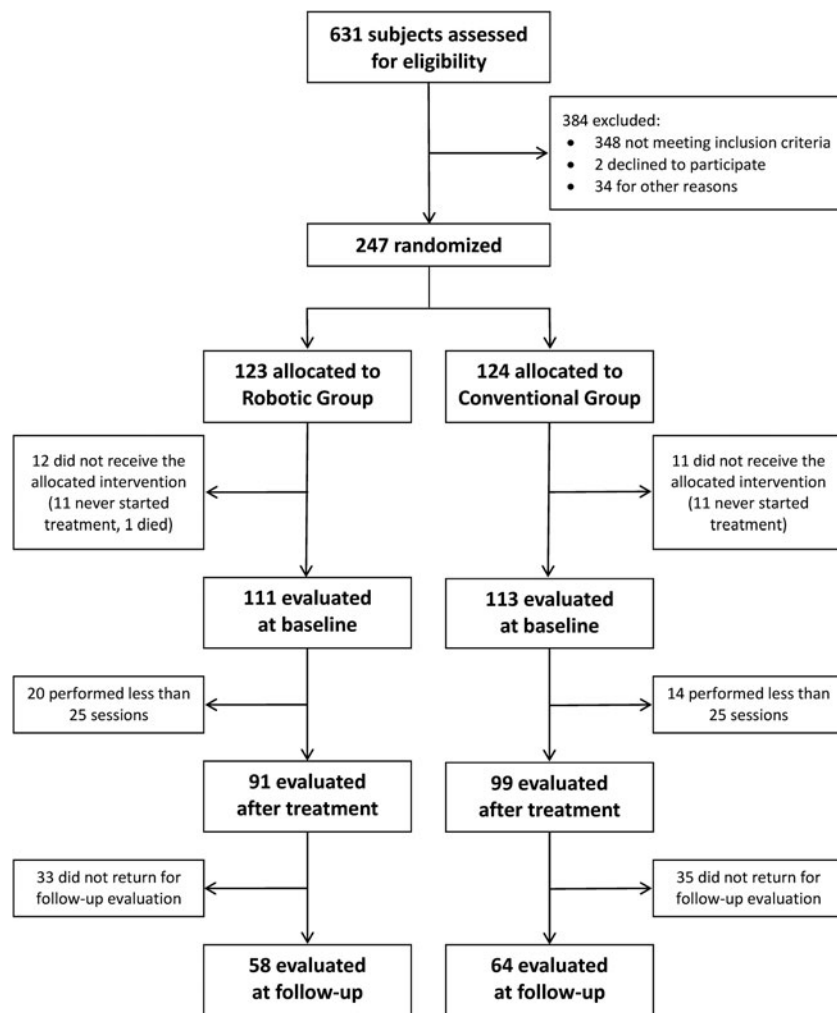 631 subjects assessed
for eligibility
384 excluded:
• 348 not meeting inclusion criteria
• 2 declined to participate
• 34 for other reasons
247 randomized
123 allocated to
Robotic Group
124 allocated to
Conventional Group
12 did not receive the
allocated intervention
(11 never started
treatment, 1 died)
11 did not receive the
allocated intervention
(11 never started
treatment)
111 evaluated
at baseline
113 evaluated
at baseline
20 performed less than
25 sessions
14 performed less than
25 sessions
91 evaluated
after treatment
99 evaluated
after treatment
33 did not return for
follow-up evaluation
35 did not return for
follow-up evaluation
58 evaluated
at follow-up
64 evaluated
at follow-up